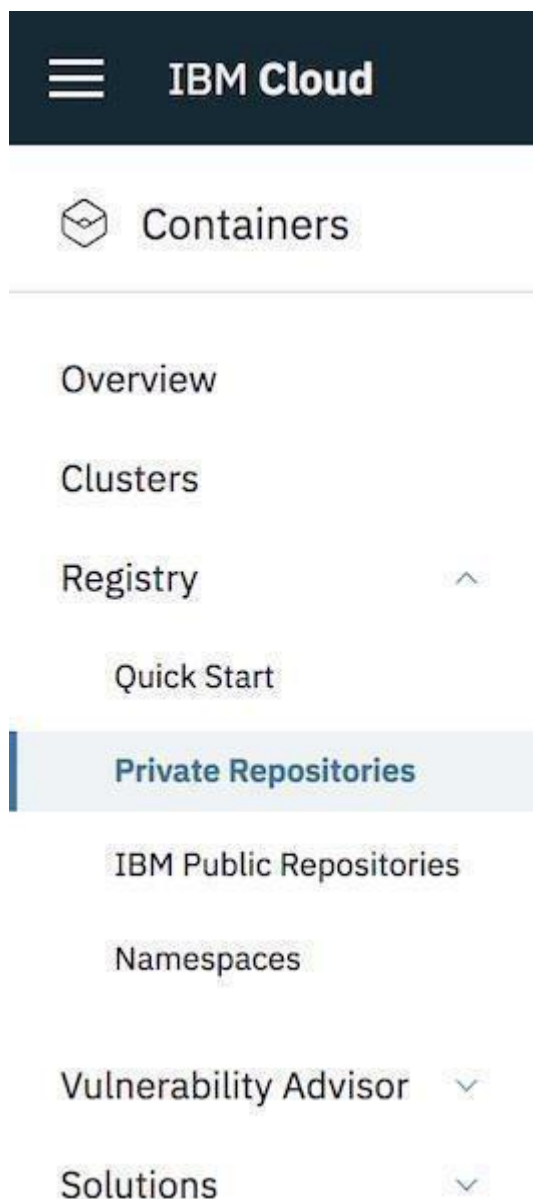 IBM Cloud
Containers
Overview
Clusters
Registry
Quick Start
Private Repositories
IBM Public Repositories
Namespaces
Vulnerability Advisor
Solutions